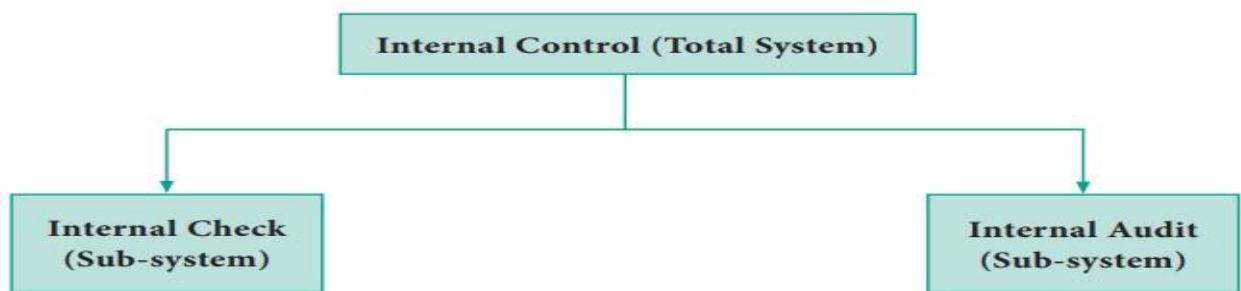 Internal Control (Total System)
Internal Check
(Sub-system)
Internal Audit
(Sub-system)